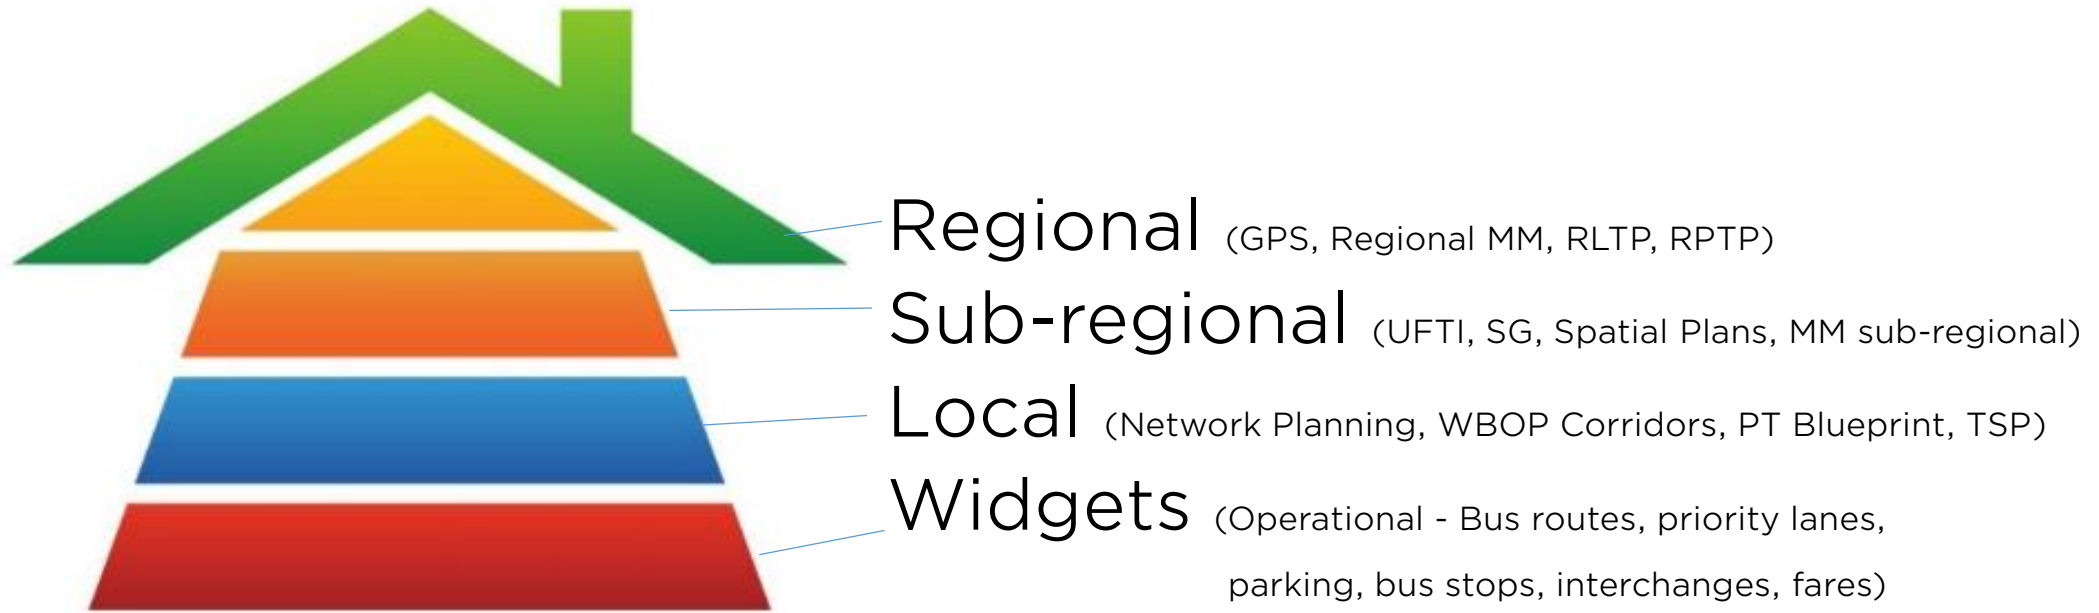 Regional (GPS, Regional MM, RLTP, RPTP)
Sub-regional (UFTI, SG, Spatial Plans, MM sub-regional)
Local (Network Planning, WBOP Corridors, PT Blueprint, TSP)
Widgets (Operational - Bus routes, priority lanes,
parking, bus stops, interchanges, fares)